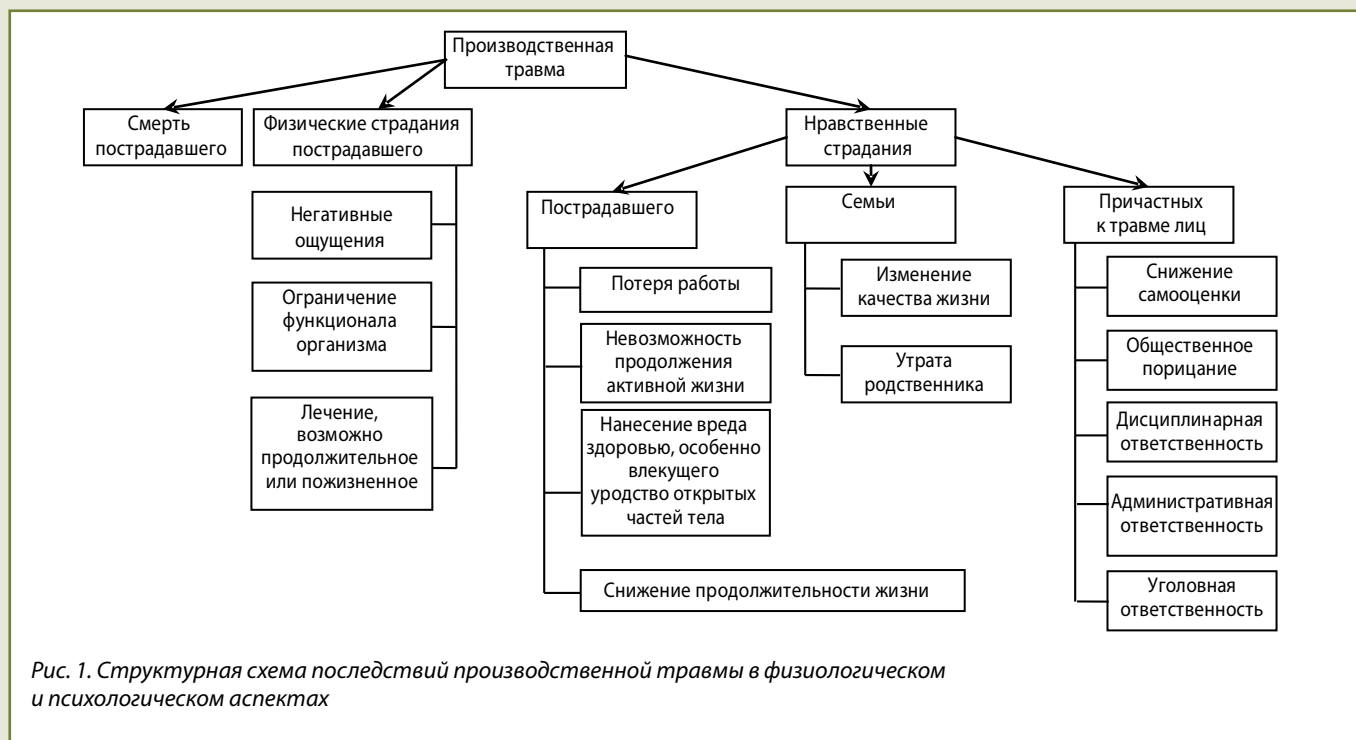 Производственная
травма
Смерть
пострадавшего
Физические страдания
пострадавшего
Нравственные
страдания
Негативные
ощущения
Ограничение
функционала
организма
Лечение,
возможно
продолжительное
или пожизненное
Пострадавшего
Потеря работы
Невозможность
продолжения
активной жизни
Нанесение вреда
здоровью, особенно
влекущего
уродство открытых
частей тела
Снижение продолжительности жизни
Семьи
Изменение
качества жизни
Утрата
родственника
Причастных
к травме лиц
Снижение
самооценки
Общественное
порицание
Дисциплинарная
ответственность
Административная
ответственность
Уголовная
ответственность
Рис. 1. Структурная схема последствий производственной травмы в физиологическом
и психологическом аспектах